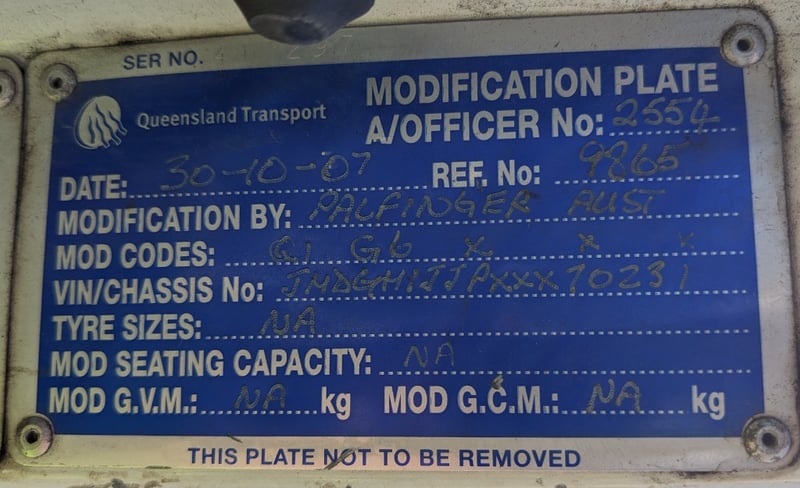 SER NO.
Queensland Transport
MODIFICATION PLATE
A/OFFICER No: 2554
DATE: 30-10-07 REF. No: 9865
MODIFICATION BY: PALFINGER AUST
MOD CODES: G1 G6 X X X
VIN/CHASSIS No:
TYRE SIZES: NA
MOD SEATING CAPACITY: NA
MOD G.V.M.: NA kg MOD G.C.M.: NA kg
THIS PLATE NOT TO BE REMOVED